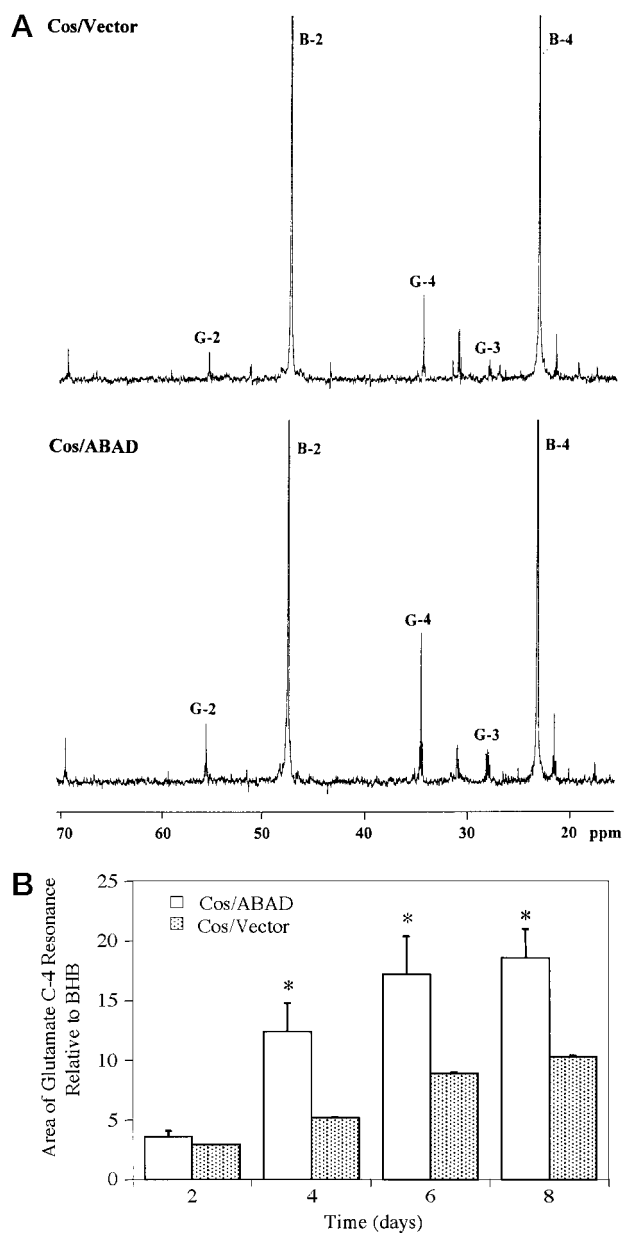 A Cos/Vector
B-2
B-4
G-4
G-2
G-3
Cos/ABAD
B-2
B-4
G-4
G-2
G-3
70 60 50 40 30 20 ppm
B
25
20
15
10
5
0
Area of Glutamate C-4 Resonance
Relative to BHB
Cos/ABAD
Cos/Vector
*
*
*
2 4 6 8
Time (days)